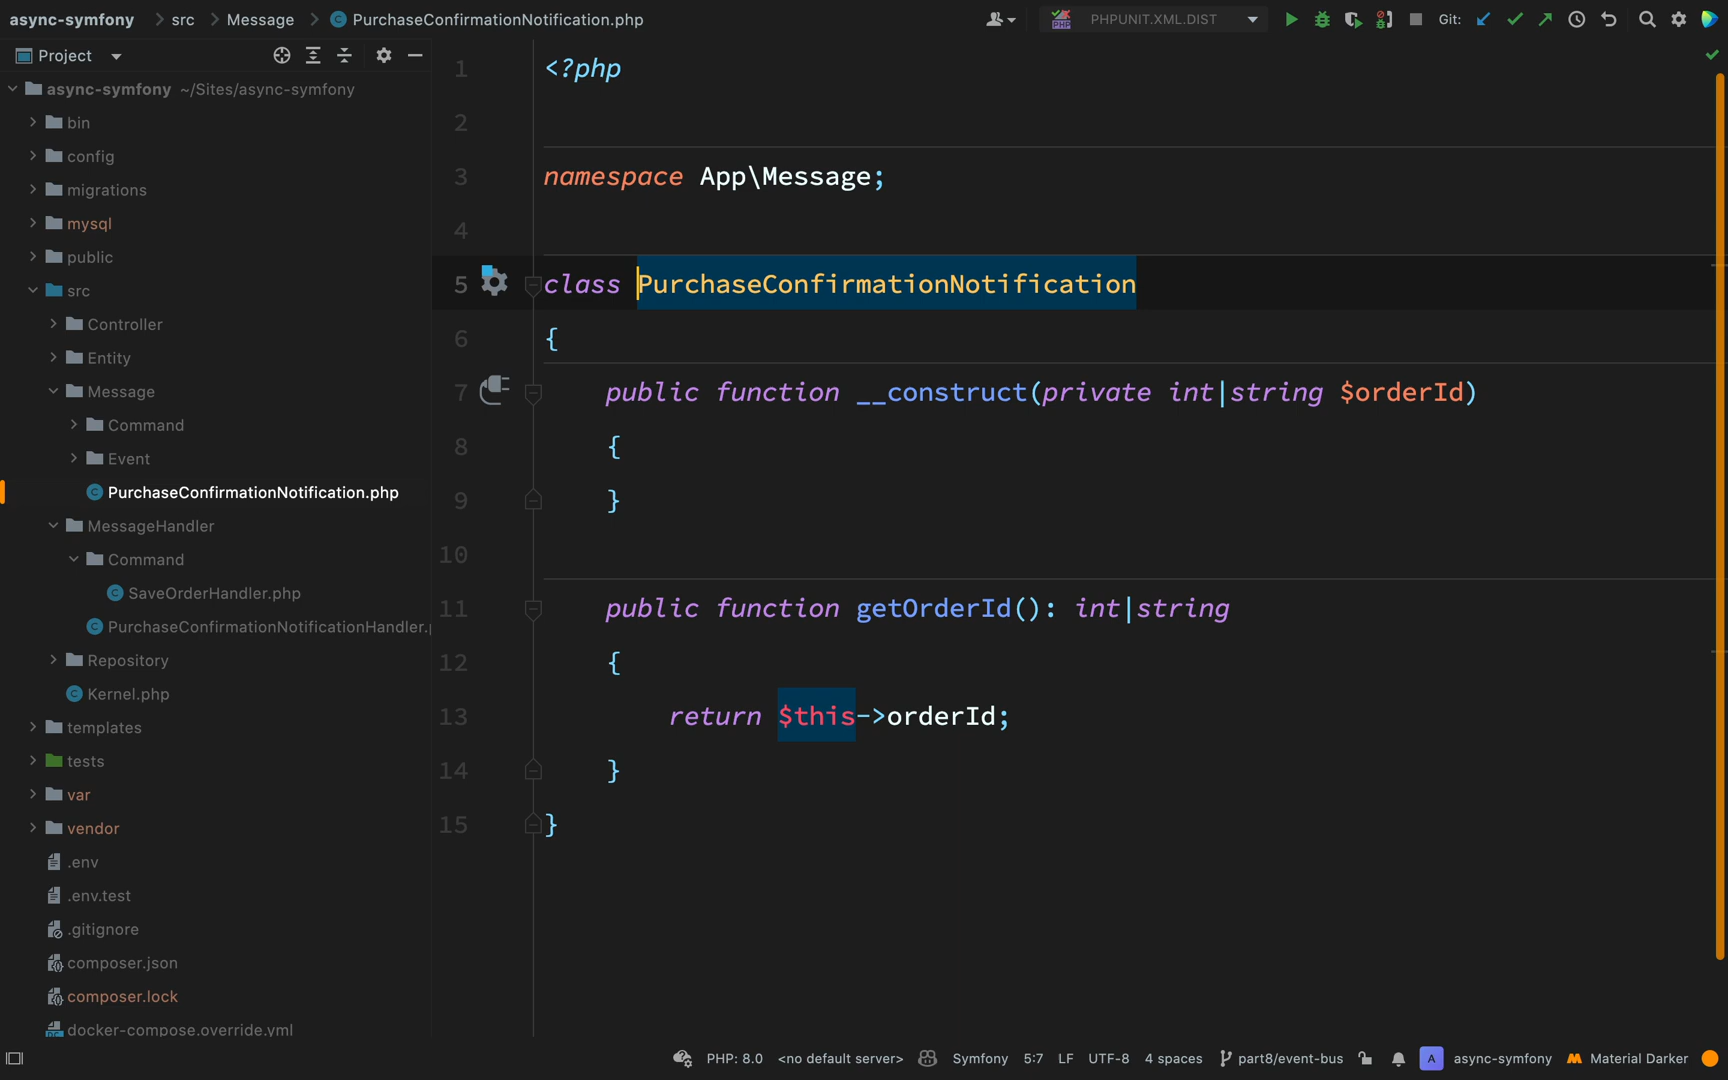 async-symfony src Message PurchaseConfirmationNotification.php
PHPUNIT.XML.DIST Git:
Project
async-symfony ~/Sites/async-symfony
bin
config
migrations
mysql
public
src
Controller
Entity
Message
Command
Event
PurchaseConfirmationNotification.php
MessageHandler
Command
SaveOrderHandler.php
PurchaseConfirmationNotificationHandler.p
Repository
Kernel.php
templates
tests
var
vendor
.env
.env.test
.gitignore
composer.json
composer.lock
docker-compose.override.yml
1 <?php
2
3 namespace App\Message;
4
5 class PurchaseConfirmationNotification
6 {
7 public function __construct(private int|string $orderId)
8 {
9 }
10
11 public function getOrderId(): int|string
12 {
13 return $this->orderId;
14 }
15 }
PHP: 8.0 <no default server> Symfony 5:7 LF UTF-8 4 spaces part8/event-bus A async-symfony Material Darker